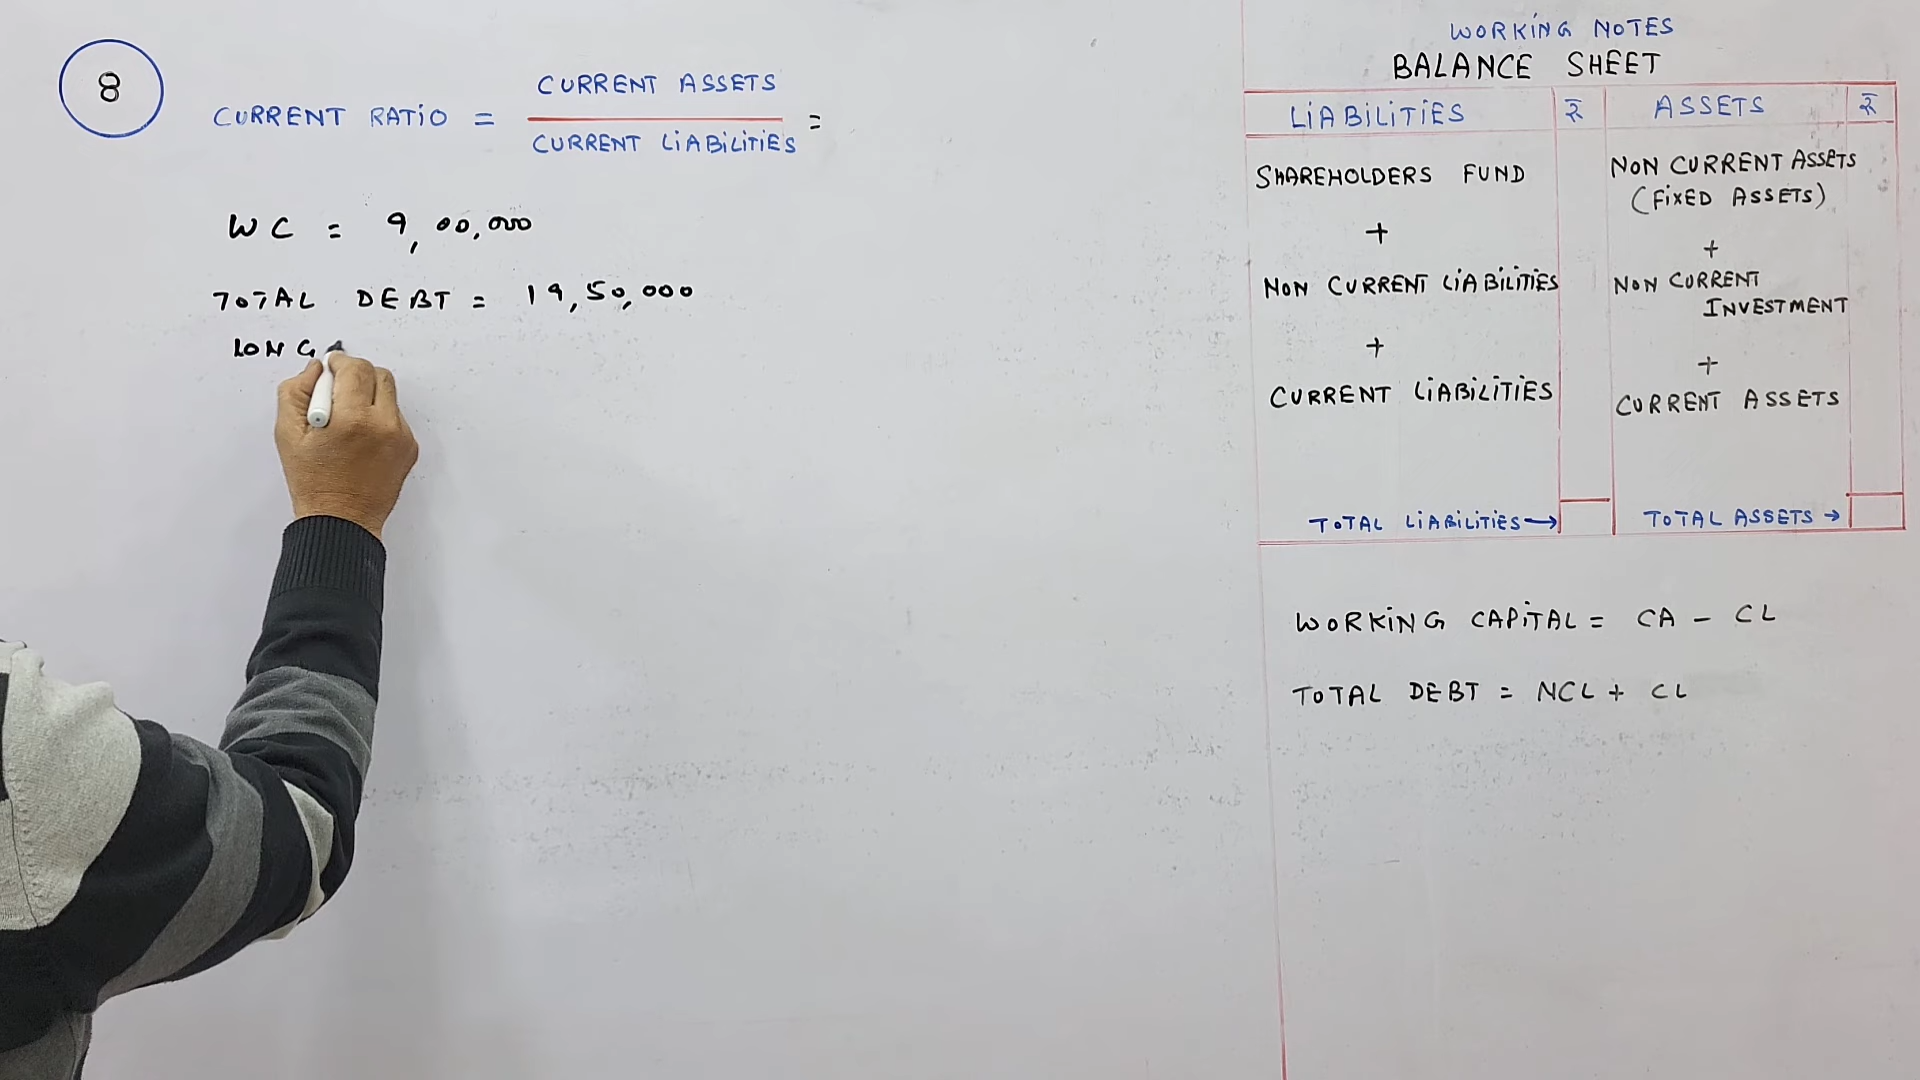 8
CURRENT RATIO = CURRENT ASSETS / CURRENT LIABILITIES =
WC = 9,00,000
TOTAL DEBT = 19,50,000
LONG
WORKING NOTES
BALANCE SHEET
LIABILITIES ₹ ASSETS ₹
SHAREHOLDERS FUND
+
NON CURRENT LIABILITIES
+
CURRENT LIABILITIES
TOTAL LIABILITIES →
NON CURRENT ASSETS
(FIXED ASSETS)
+
NON CURRENT
INVESTMENT
+
CURRENT ASSETS
TOTAL ASSETS →
WORKING CAPITAL = CA - CL
TOTAL DEBT = NCL + CL